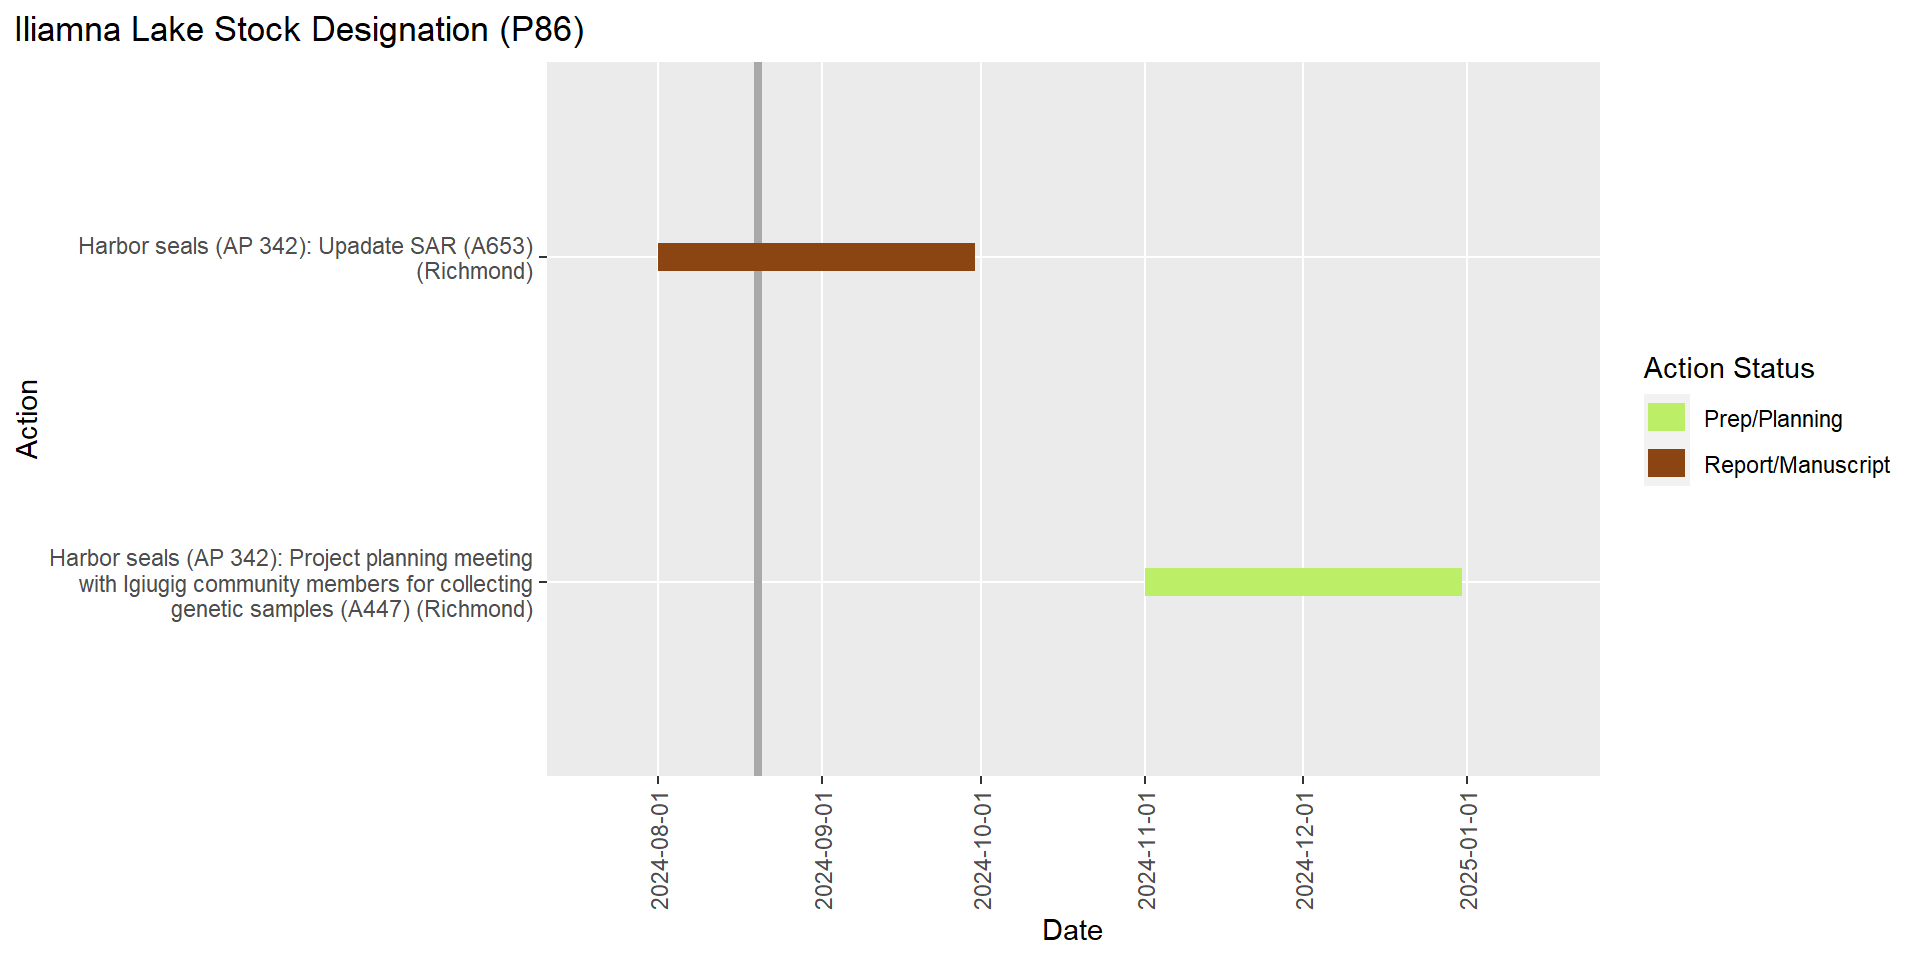 Iliamna Lake Stock Designation (P86)
Harbor seals (AP 342): Upadate SAR (A653)
(Richmond)
Action
Harbor seals (AP 342): Project planning meeting
with Igiugig community members for collecting
genetic samples (A447) (Richmond)
2024-08-01
2024-09-01
2024-10-01
2024-11-01
2024-12-01
2025-01-01
Date
Action Status
Prep/Planning
Report/Manuscript